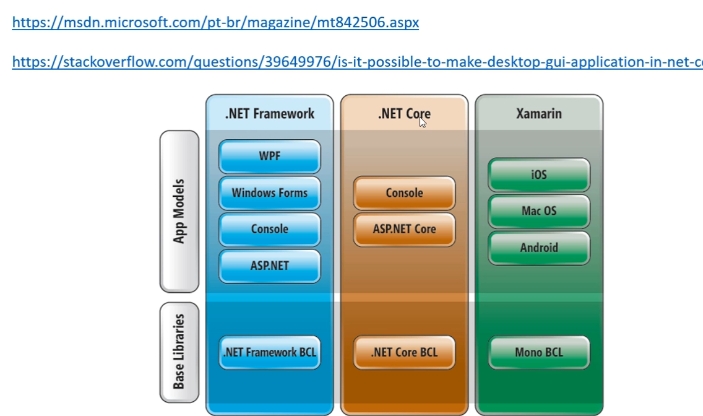 https://msdn.microsoft.com/pt-br/magazine/mt842506.aspx
https://stackoverflow.com/questions/39649976/is-it-possible-to-make-desktop-gui-application-in-net-c
.NET Framework
.NET Core
Xamarin
App Models
WPF
Windows Forms
Console
ASP.NET
Console
ASP.NET Core
iOS
Mac OS
Android
Base Libraries
.NET Framework BCL
.NET Core BCL
Mono BCL